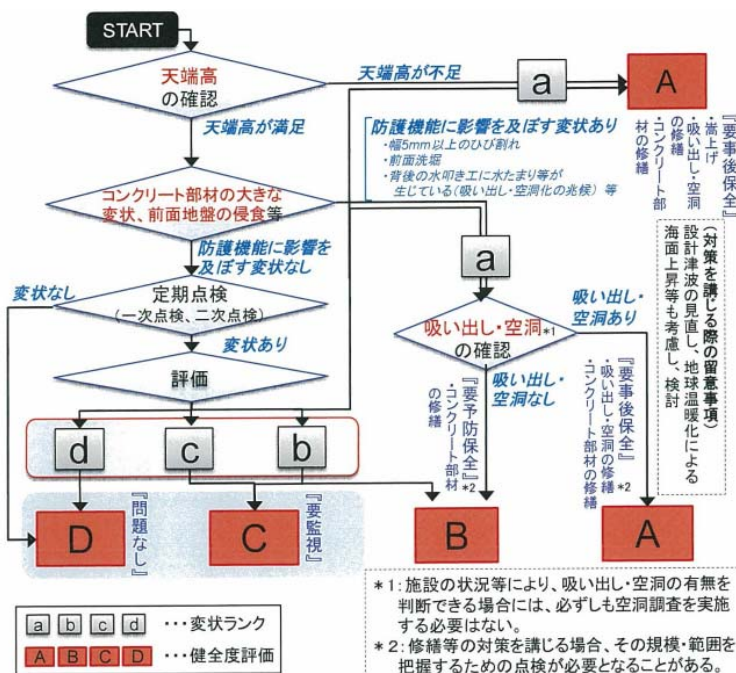 START
天端高
の確認
天端高が不足
a
A
『要事後保全』
・嵩上げ
・吸い出し・空洞
の修繕
・コンクリート部
材の修繕
天端高が満足
防護機能に影響を及ぼす変状あり
・幅5mm以上のひび割れ
・前面洗堀
・背後の水叩き工に水たまり等が
生じている(吸い出し・空洞化の兆候) 等
コンクリート部材の大きな
変状、前面地盤の侵食等
防護機能に影響を
及ぼす変状なし
a
(対策を講じる際の留意事項)
設計津波の見直し、地球温暖化による
海面上昇等も考慮し、検討
変状なし
定期点検
(一次点検、二次点検)
吸い出し・空洞*1
の確認
吸い出し・
空洞あり
変状あり
評価
吸い出し・
空洞なし
『要予防保全』*2
・コンクリート部材
の修繕
『要事後保全』*2
・吸い出し・空洞の修繕
・コンクリート部材の修繕
d
c
b
D
『問題なし』
C
『要監視』
B
A
*1:施設の状況等により、吸い出し・空洞の有無を
判断できる場合には、必ずしも空洞調査を実施
する必要はない。
*2:修繕等の対策を講じる場合、その規模・範囲を
把握するための点検が必要となることがある。
a b c d ・・・変状ランク
A B C D ・・・健全度評価